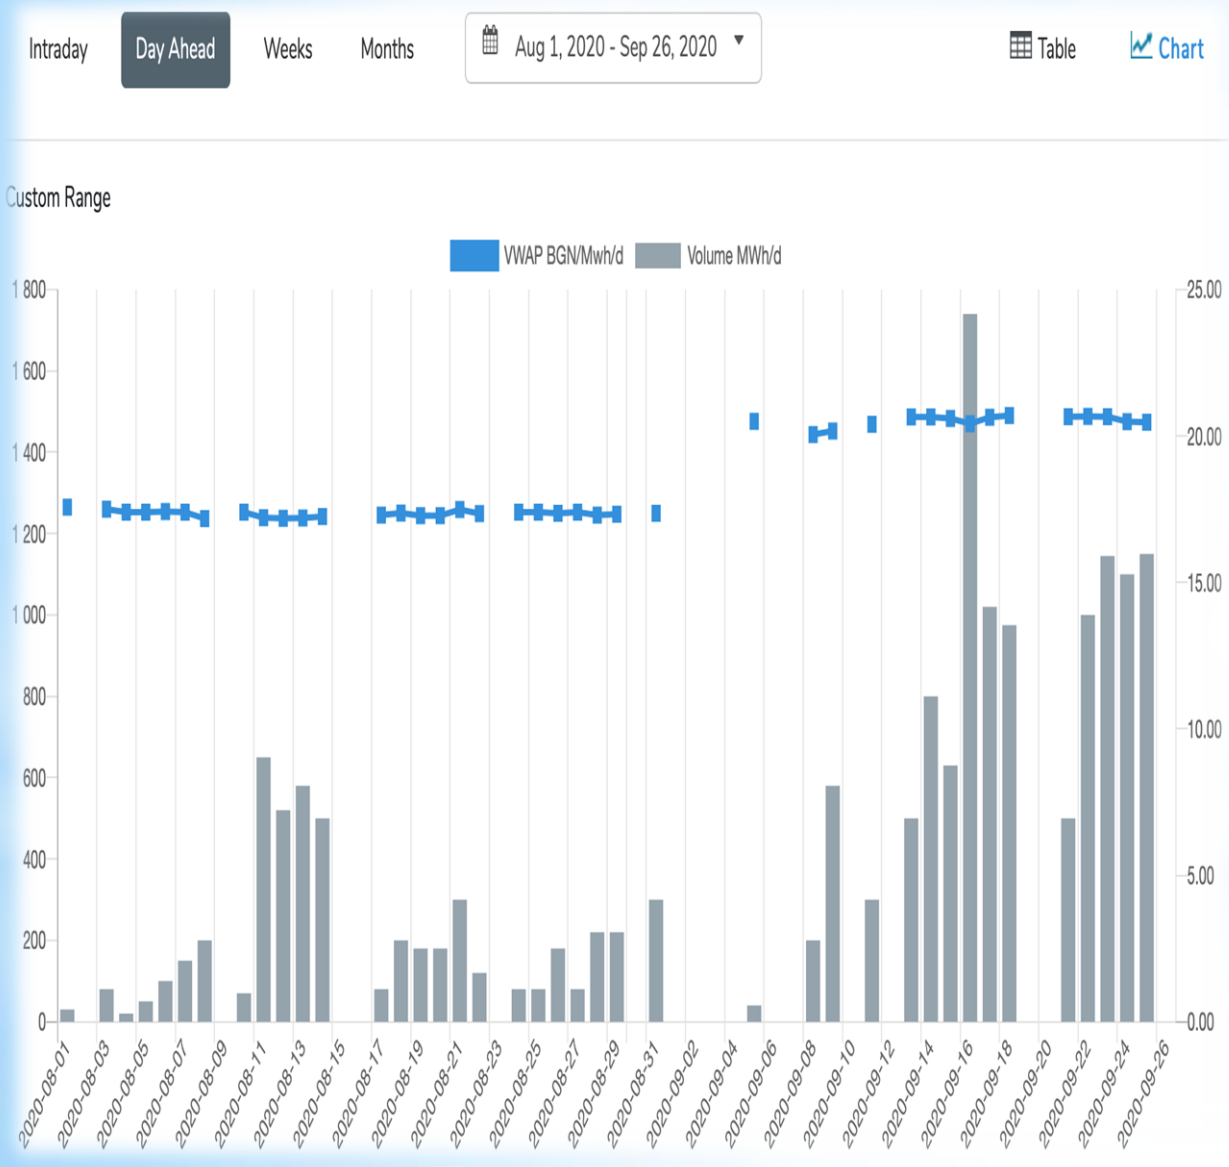 Intraday Day Ahead Weeks Months Aug 1, 2020 - Sep 26, 2020 Table Chart
Custom Range
VWAP BGN/Mwh/d Volume MWh/d
1 800 25.00
1 600
20.00
1 400
1 200
15.00
1 000
800
10.00
600
400
5.00
200
0 0.00
2020-08-01 2020-08-03 2020-08-05 2020-08-07 2020-08-09 2020-08-11 2020-08-13 2020-08-15 2020-08-17 2020-08-19 2020-08-21 2020-08-23 2020-08-25 2020-08-27 2020-08-29 2020-08-31 2020-09-02 2020-09-04 2020-09-06 2020-09-08 2020-09-10 2020-09-12 2020-09-14 2020-09-16 2020-09-18 2020-09-20 2020-09-22 2020-09-24 2020-09-26